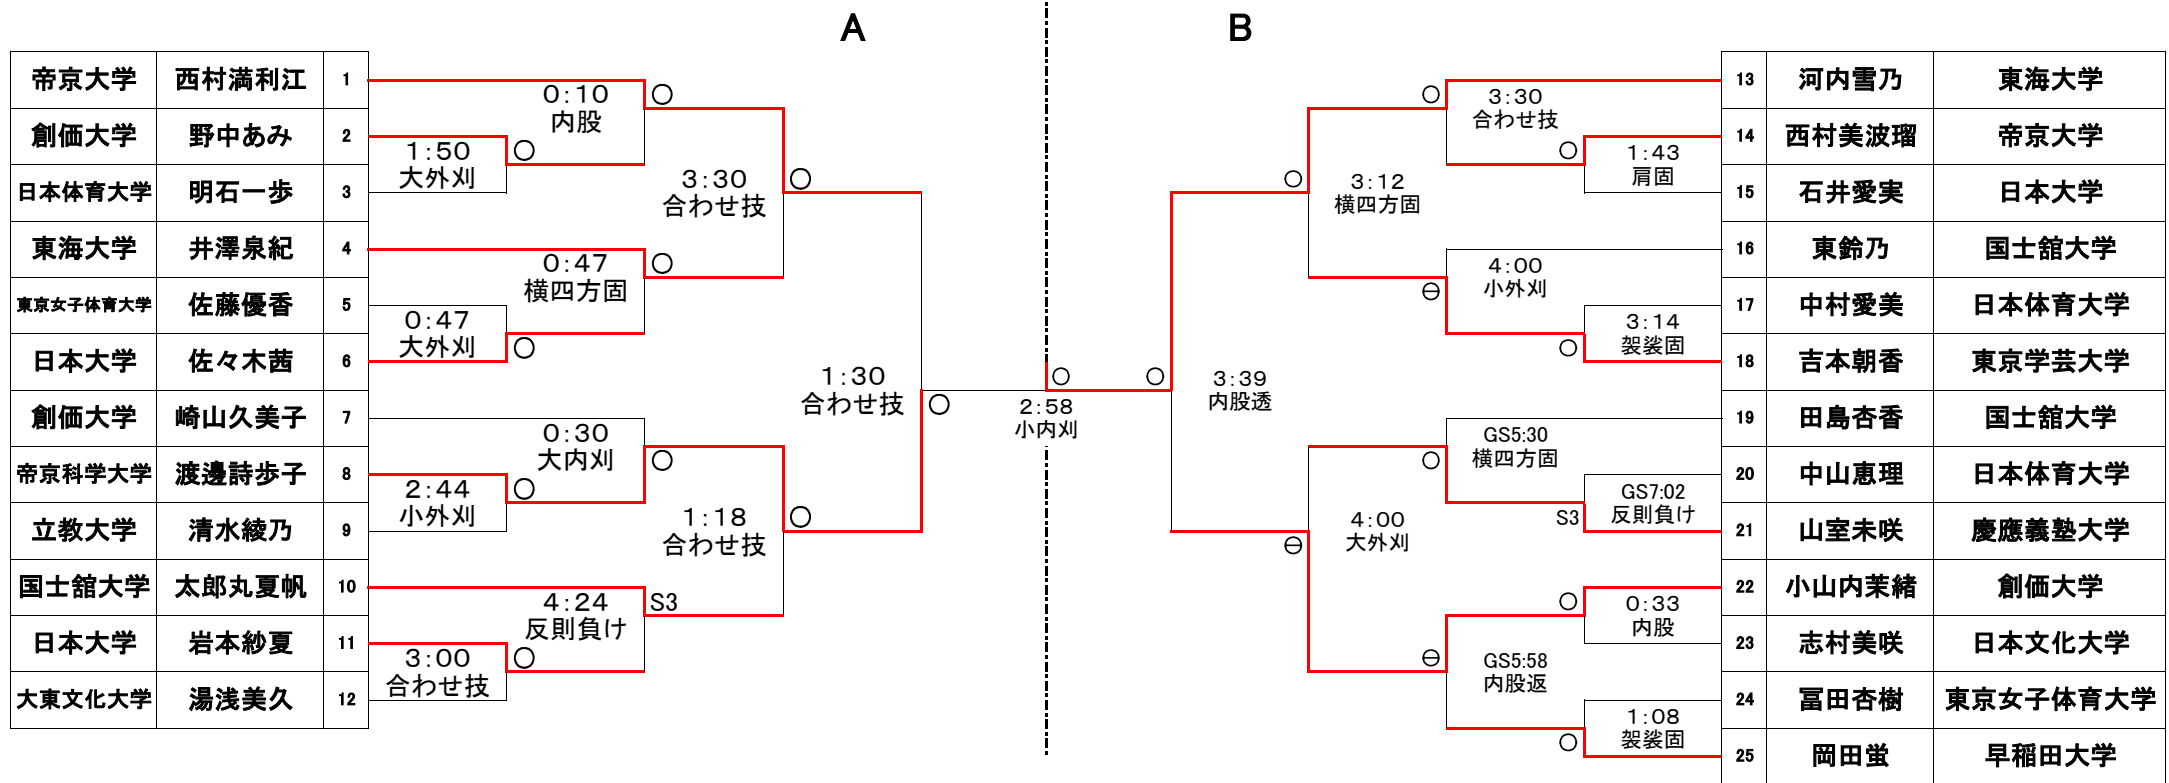 A
B
帝京大学 西村満利江 1
創価大学 野中あみ 2
日本体育大学 明石一歩 3
東海大学 井澤泉紀 4
東京女子体育大学 佐藤優香 5
日本大学 佐々木茜 6
創価大学 崎山久美子 7
帝京科学大学 渡邊詩歩子 8
立教大学 清水綾乃 9
国士舘大学 太郎丸夏帆 10
日本大学 岩本紗夏 11
大東文化大学 湯浅美久 12
1:50
大外刈
0:47
大外刈
2:44
小外刈
3:00
合わせ技
0:10
内股
0:47
横四方固
0:30
大内刈
4:24
反則負け
S3
3:30
合わせ技
1:18
合わせ技
1:30
合わせ技
2:58
小内刈
3:39
内股透
3:12
横四方固
4:00
大外刈
3:30
合わせ技
4:00
小外刈
GS5:30
横四方固
GS5:58
内股返
1:43
肩固
3:14
袈裟固
GS7:02
反則負け
S3
0:33
内股
1:08
袈裟固
13 河内雪乃 東海大学
14 西村美波瑠 帝京大学
15 石井愛実 日本大学
16 東鈴乃 国士舘大学
17 中村愛美 日本体育大学
18 吉本朝香 東京学芸大学
19 田島杏香 国士舘大学
20 中山恵理 日本体育大学
21 山室未咲 慶應義塾大学
22 小山内茉緒 創価大学
23 志村美咲 日本文化大学
24 冨田杏樹 東京女子体育大学
25 岡田蛍 早稲田大学